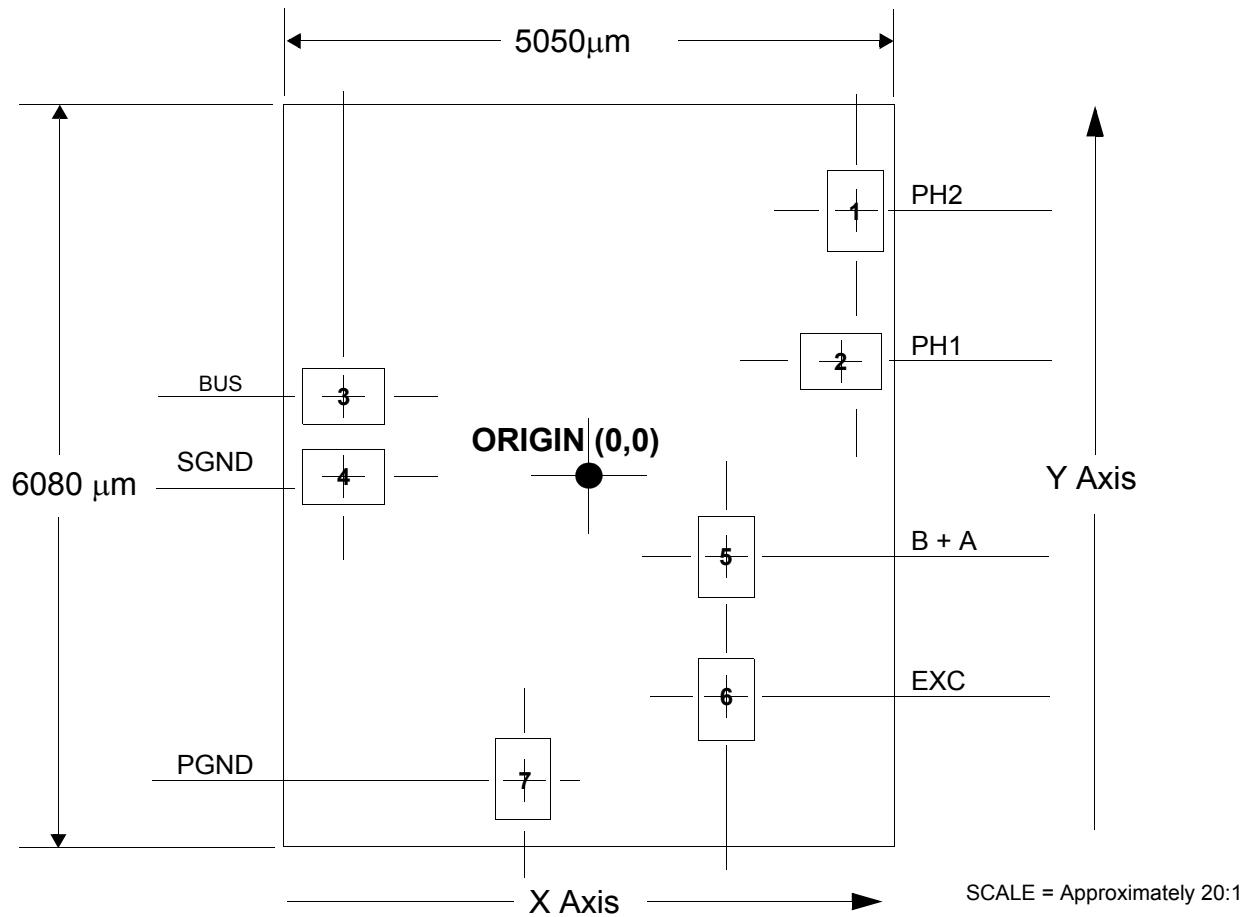 5050μm
PH2
1
PH1
2
BUS
3
ORIGIN (0,0)
SGND
4
6080 μm
Y Axis
B + A
5
EXC
6
PGND
7
X Axis
SCALE = Approximately 20:1